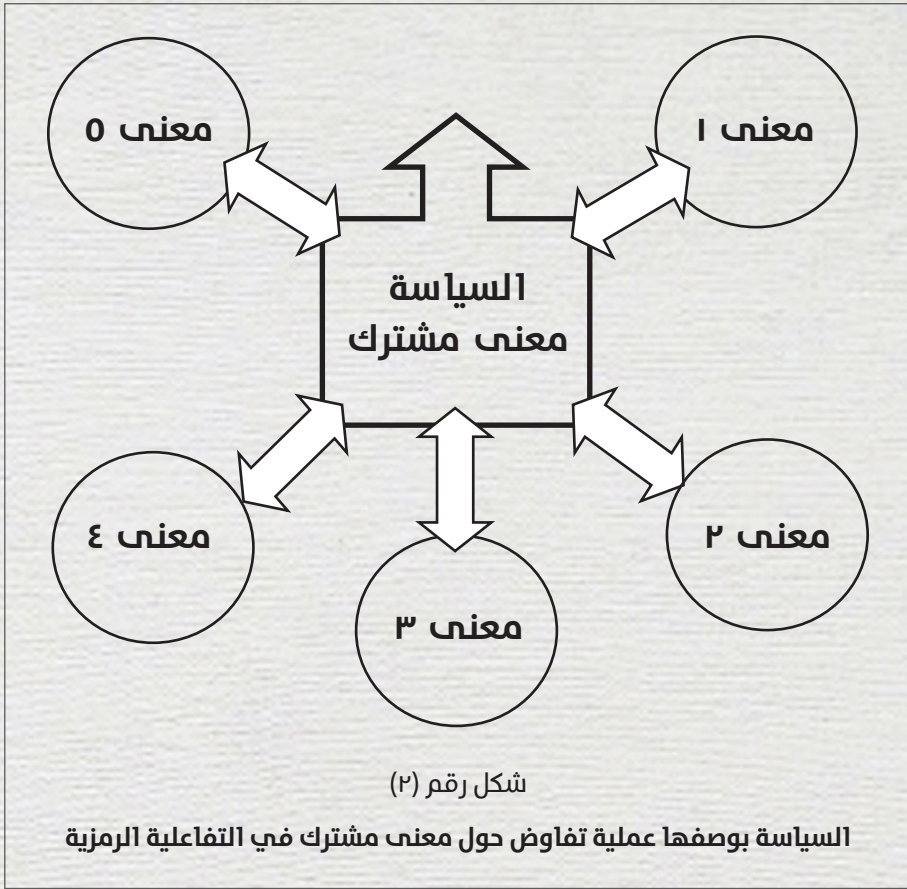 معنى ١
معنى ٥
السياسة
معنى مشترك
معنى ٢
معنى ٤
معنى ٣
شكل رقم (٢)
السياسة بوصفها عملية تفاوض حول معنى مشترك في التفاعلية الرمزية